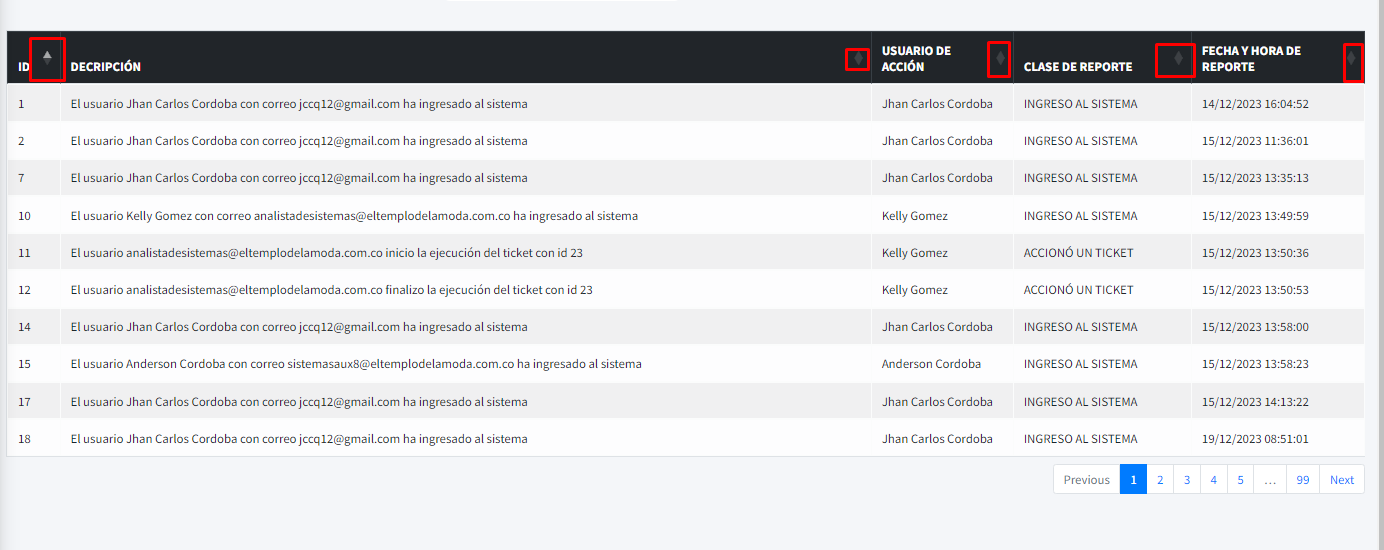 ID DECRIPCIÓN USUARIO DE ACCIÓN CLASE DE REPORTE FECHA Y HORA DE REPORTE
1 El usuario Jhan Carlos Cordoba con correo jccq12@gmail.com ha ingresado al sistema Jhan Carlos Cordoba INGRESO AL SISTEMA 14/12/2023 16:04:52
2 El usuario Jhan Carlos Cordoba con correo jccq12@gmail.com ha ingresado al sistema Jhan Carlos Cordoba INGRESO AL SISTEMA 15/12/2023 11:36:01
7 El usuario Jhan Carlos Cordoba con correo jccq12@gmail.com ha ingresado al sistema Jhan Carlos Cordoba INGRESO AL SISTEMA 15/12/2023 13:35:13
10 El usuario Kelly Gomez con correo analistadesistemas@eltemplodelamoda.com.co ha ingresado al sistema Kelly Gomez INGRESO AL SISTEMA 15/12/2023 13:49:59
11 El usuario analistadesistemas@eltemplodelamoda.com.co inicio la ejecución del ticket con id 23 Kelly Gomez ACCIONÓ UN TICKET 15/12/2023 13:50:36
12 El usuario analistadesistemas@eltemplodelamoda.com.co finalizo la ejecución del ticket con id 23 Kelly Gomez ACCIONÓ UN TICKET 15/12/2023 13:50:53
14 El usuario Jhan Carlos Cordoba con correo jccq12@gmail.com ha ingresado al sistema Jhan Carlos Cordoba INGRESO AL SISTEMA 15/12/2023 13:58:00
15 El usuario Anderson Cordoba con correo sistemasaux8@eltemplodelamoda.com.co ha ingresado al sistema Anderson Cordoba INGRESO AL SISTEMA 15/12/2023 13:58:23
17 El usuario Jhan Carlos Cordoba con correo jccq12@gmail.com ha ingresado al sistema Jhan Carlos Cordoba INGRESO AL SISTEMA 15/12/2023 14:13:22
18 El usuario Jhan Carlos Cordoba con correo jccq12@gmail.com ha ingresado al sistema Jhan Carlos Cordoba INGRESO AL SISTEMA 19/12/2023 08:51:01
Previous 1 2 3 4 5 … 99 Next